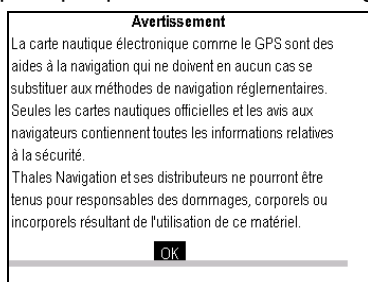 Avertissement
La carte nautique électronique comme le GPS sont des
aides à la navigation qui ne doivent en aucun cas se
substituer aux méthodes de navigation réglementaires.
Seules les cartes nautiques officielles et les avis aux
navigateurs contiennent toutes les informations relatives
à la sécurité.
Thales Navigation et ses distributeurs ne pourront être
tenus pour responsables des dommages, corporels ou
incorporels résultant de l'utilisation de ce matériel.
OK